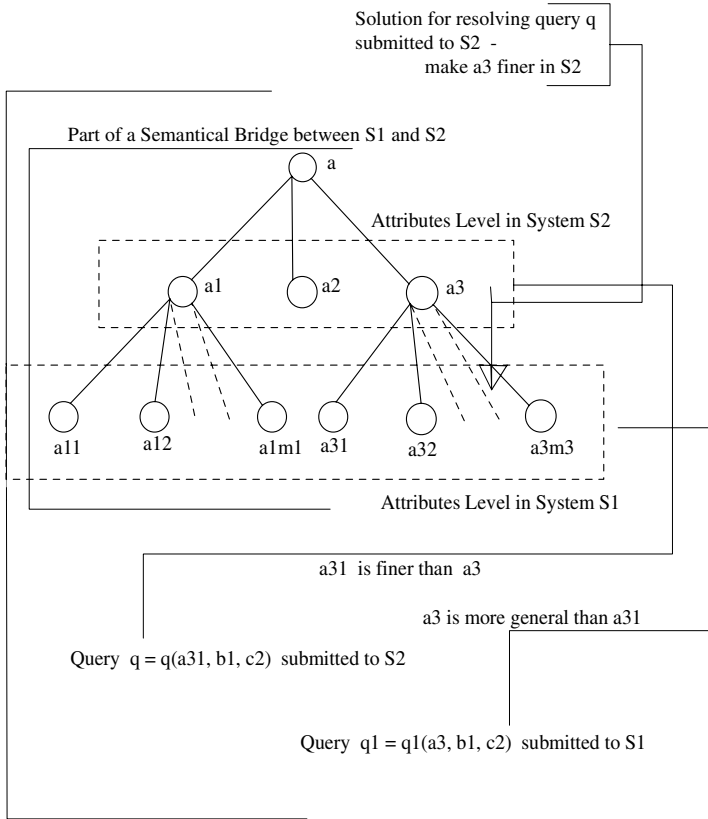 Solution for resolving query q
submitted to S2 -
make a3 finer in S2
Part of a Semantical Bridge between S1 and S2
a
Attributes Level in System S2
a1
a2
a3
a11
a12
a1m1
a31
a32
a3m3
Attributes Level in System S1
a31 is finer than a3
a3 is more general than a31
Query q = q(a31, b1, c2) submitted to S2
Query q1 = q1(a3, b1, c2) submitted to S1